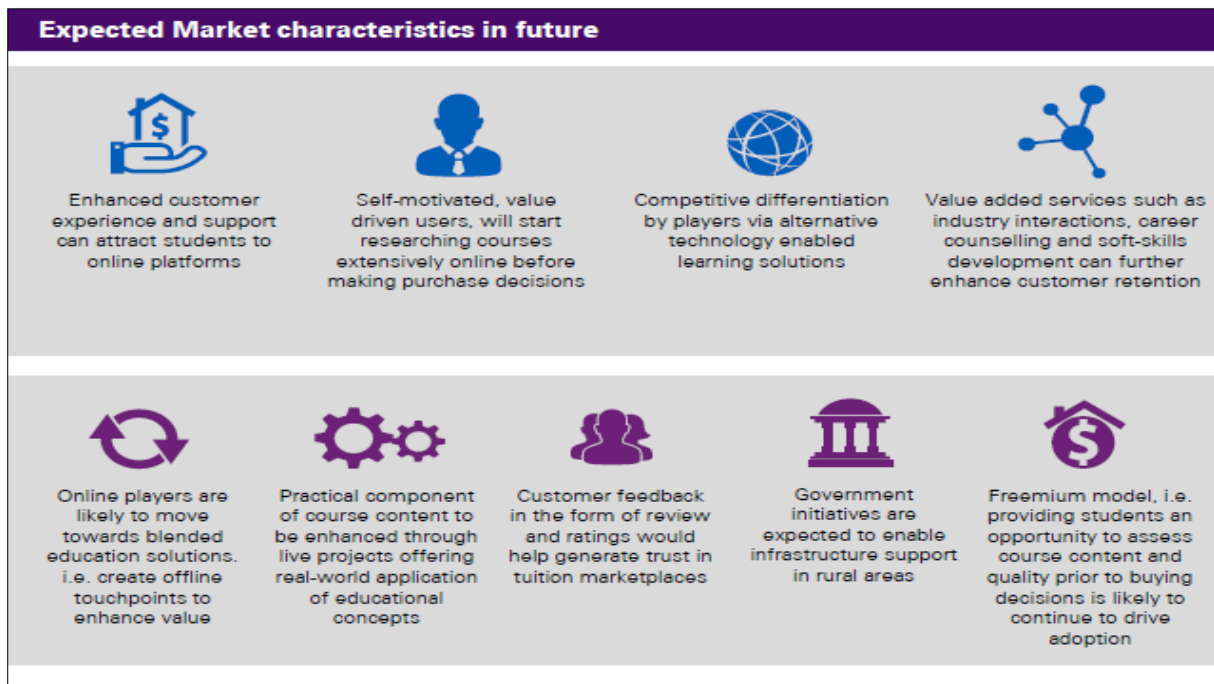 Expected Market characteristics in future
$
Enhanced customer
experience and support
can attract students to
online platforms
Self-motivated, value
driven users, will start
researching courses
extensively online before
making purchase decisions
Competitive differentiation
by players via alternative
technology enabled
learning solutions
Value added services such as
industry interactions, career
counselling and soft-skills
development can further
enhance customer retention
Online players are
likely to move
towards blended
education solutions.
i.e. create offline
touchpoints to
enhance value
Practical component
of course content to
be enhanced through
live projects offering
real-world application
of educational
concepts
Customer feedback
in the form of review
and ratings would
help generate trust in
tuition marketplaces
Government
initiatives are
expected to enable
infrastructure support
in rural areas
$
Freemium model, i.e.
providing students an
opportunity to assess
course content and
quality prior to buying
decisions is likely to
continue to drive
adoption